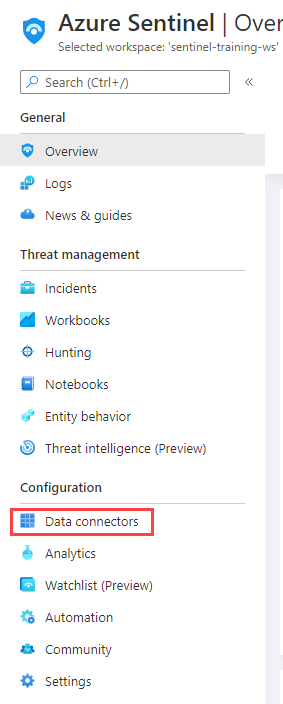 Azure Sentinel | Over
Selected workspace: 'sentinel-training-ws'
Search (Ctrl+/)
«
General
Overview
Logs
News & guides
Threat management
Incidents
Workbooks
Hunting
Notebooks
Entity behavior
Threat intelligence (Preview)
Configuration
Data connectors
Analytics
Watchlist (Preview)
Automation
Community
Settings